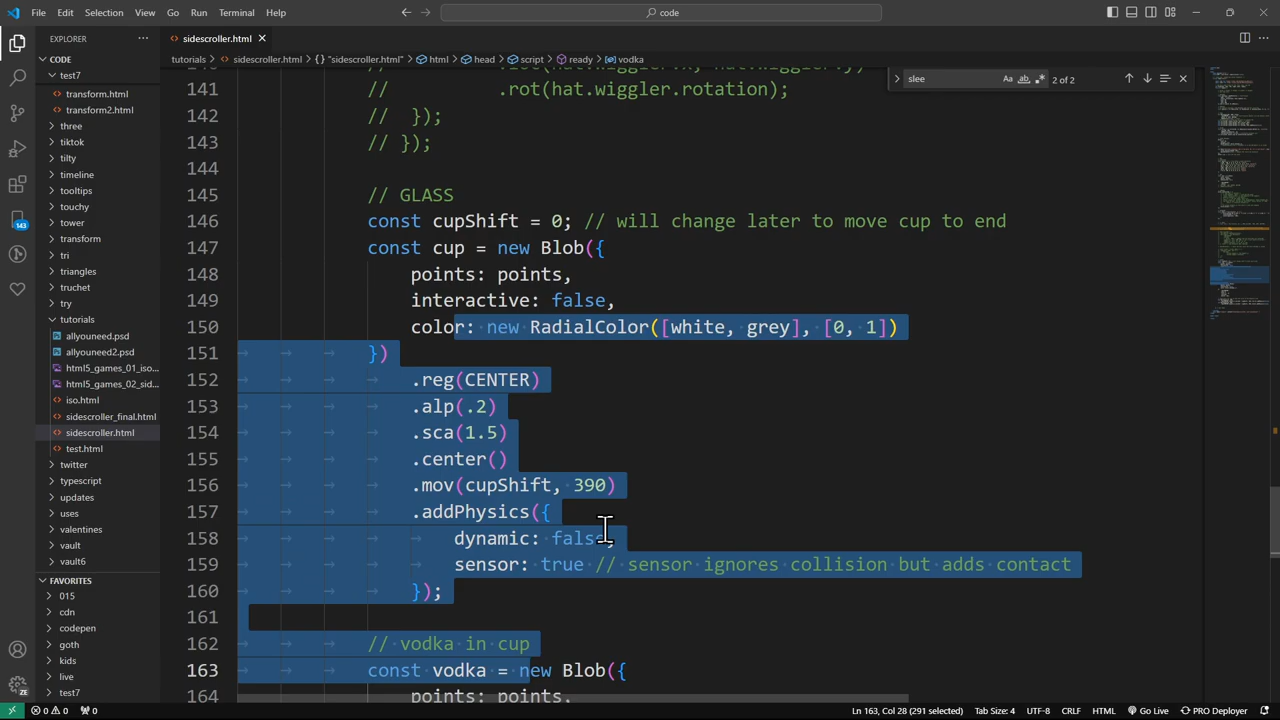 File Edit Selection View Go Run Terminal Help
code
EXPLORER
sidescroller.html
CODE
tutorials > sidescroller.html > {} "sidescroller.html" > html > head > script > ready > vodka
slee
Aa ab 2 of 2
test7
transform.html
transform2.html
three
tiktok
tilty
timeline
tooltips
touchy
tower
transform
tri
triangles
truchet
try
tutorials
allyouneed.psd
allyouneed2.psd
html5_games_01_iso...
html5_games_02_sid...
iso.html
sidescroller_final.html
sidescroller.html
test.html
twitter
typescript
updates
uses
valentines
vault
vault6
FAVORITES
015
cdn
codepen
goth
kids
live
test7
143
141 // .rot(hat.wiggler.rotation);
142 // });
143 // });
144
145 // GLASS
146 const cupShift = 0; // will change later to move cup to end
147 const cup = new Blob({
148 points: points,
149 interactive: false,
150 color: new RadialColor([white, grey], [0, 1])
151 })
152 .reg(CENTER)
153 .alp(.2)
154 .sca(1.5)
155 .center()
156 .mov(cupShift, 390)
157 .addPhysics({
158 dynamic: false,
159 sensor: true // sensor ignores collision but adds contact
160 });
161
162 // vodka in cup
163 const vodka = new Blob({
164 points: points,
ZE
0 0 0
Ln 163, Col 28 (291 selected) Tab Size: 4 UTF-8 CRLF HTML Go Live PRO Deployer